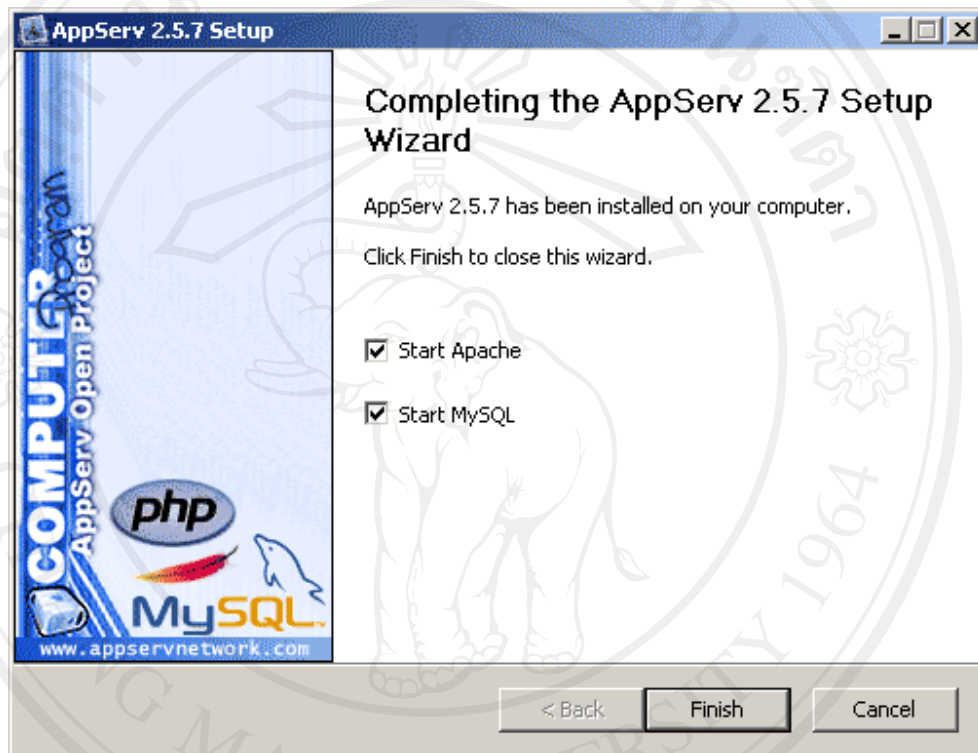 AppServ 2.5.7 Setup
Completing the AppServ 2.5.7 Setup
Wizard
AppServ 2.5.7 has been installed on your computer.
Click Finish to close this wizard.
Start Apache
Start MySQL
COMPUTER
AppServ Open Project
php
MySQL
www.appservnetwork.com
< Back
Finish
Cancel
1964